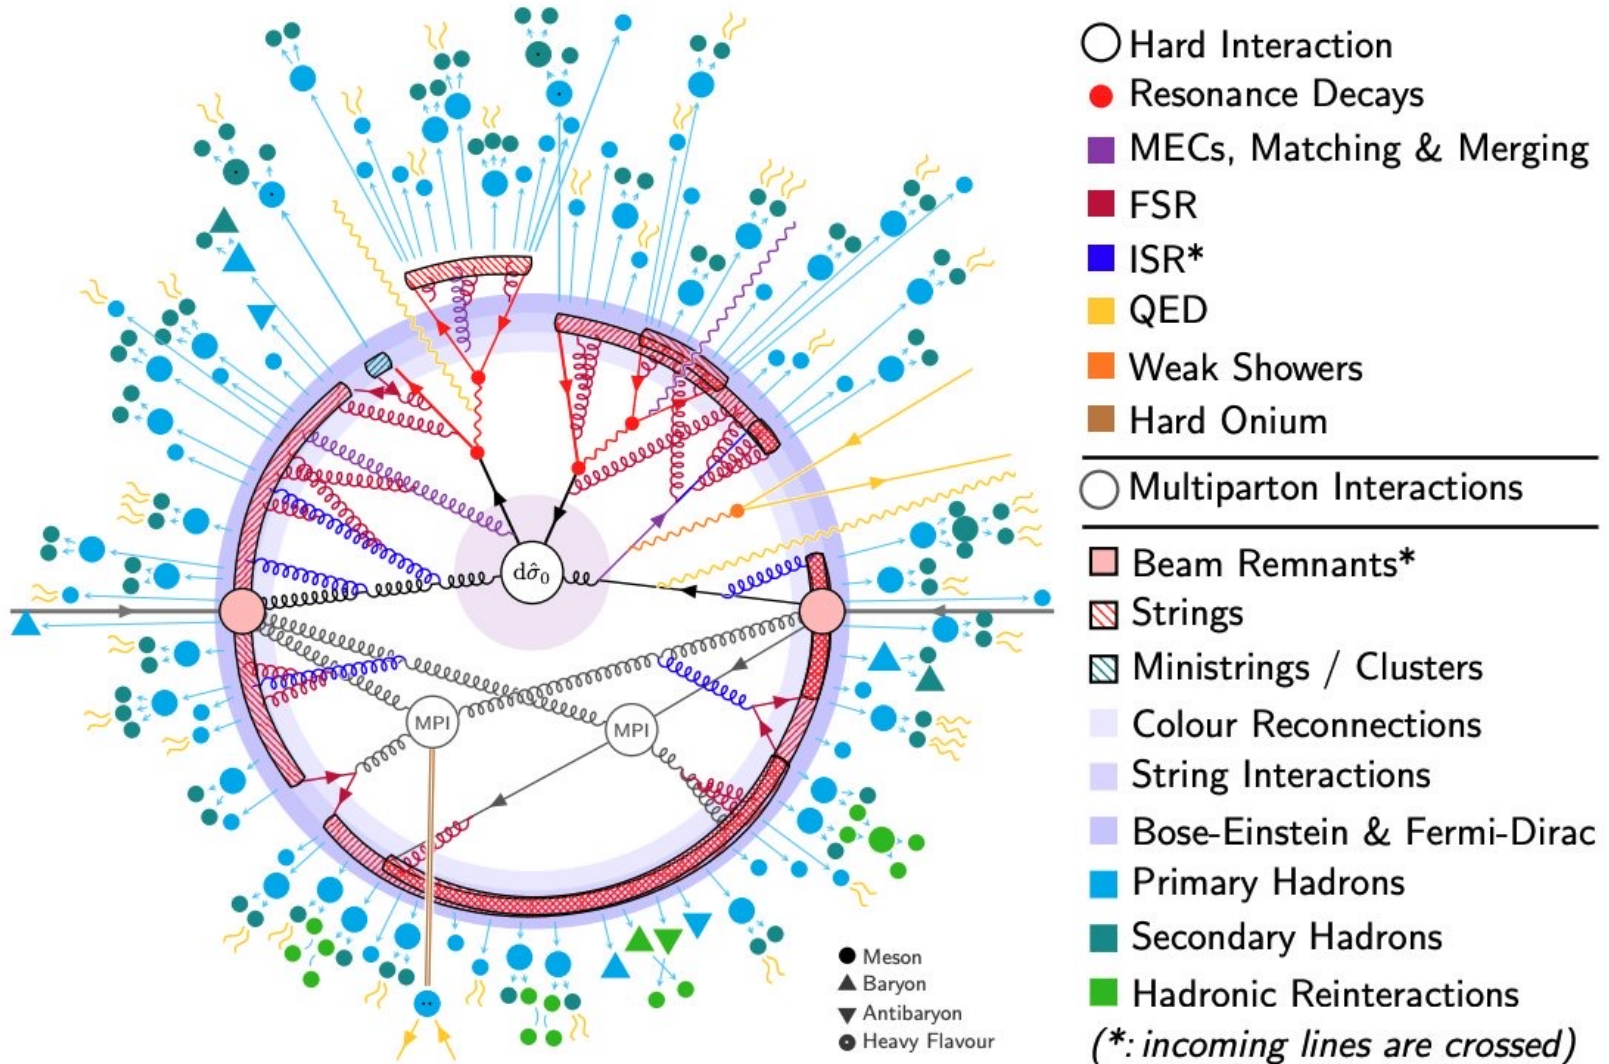 dσ̂₀
MPI
MPI
Meson
Baryon
Antibaryon
Heavy Flavour
Hard Interaction
Resonance Decays
MECs, Matching & Merging
FSR
ISR*
QED
Weak Showers
Hard Onium
Multiparton Interactions
Beam Remnants*
Strings
Ministrings / Clusters
Colour Reconnections
String Interactions
Bose-Einstein & Fermi-Dirac
Primary Hadrons
Secondary Hadrons
Hadronic Reinteractions
(*: incoming lines are crossed)